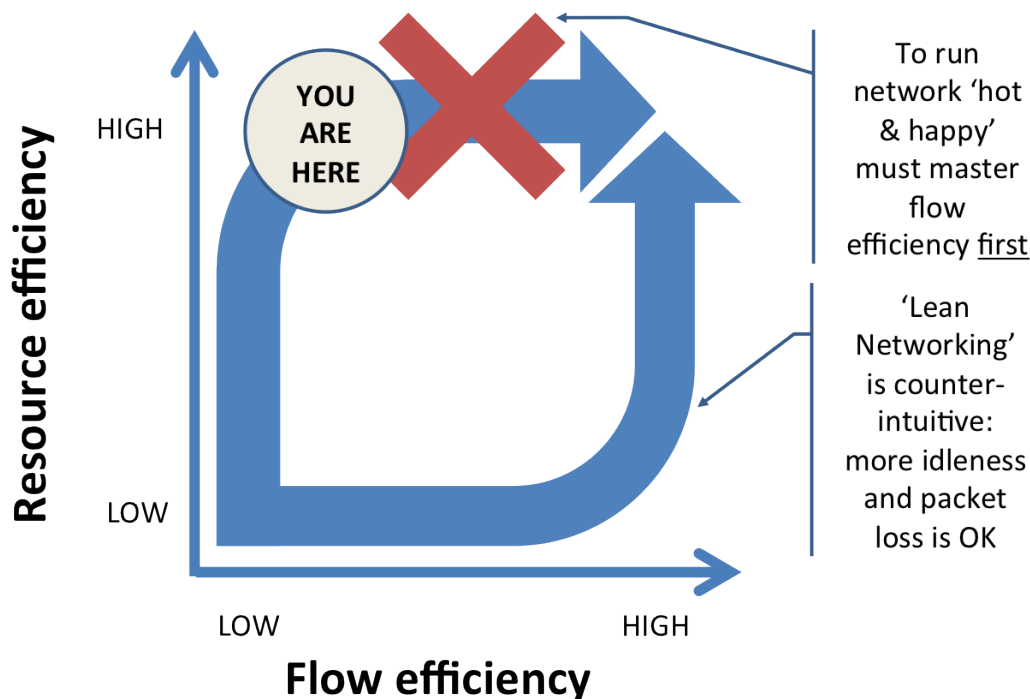 Resource efficiency
HIGH
LOW
YOU
ARE
HERE
LOW
HIGH
Flow efficiency
To run
network ‘hot
& happy’
must master
flow
efficiency first
‘Lean
Networking’
is counter-
intuitive:
more idleness
and packet
loss is OK